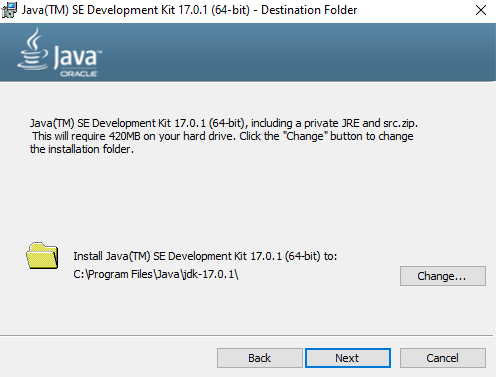 Java(TM) SE Development Kit 17.0.1 (64-bit) - Destination Folder
Java™
ORACLE
Java(TM) SE Development Kit 17.0.1 (64-bit), including a private JRE and src.zip.
This will require 420MB on your hard drive. Click the "Change" button to change
the installation folder.
Install Java(TM) SE Development Kit 17.0.1 (64-bit) to:
C:\Program Files\Java\jdk-17.0.1\
Change...
Back Next Cancel